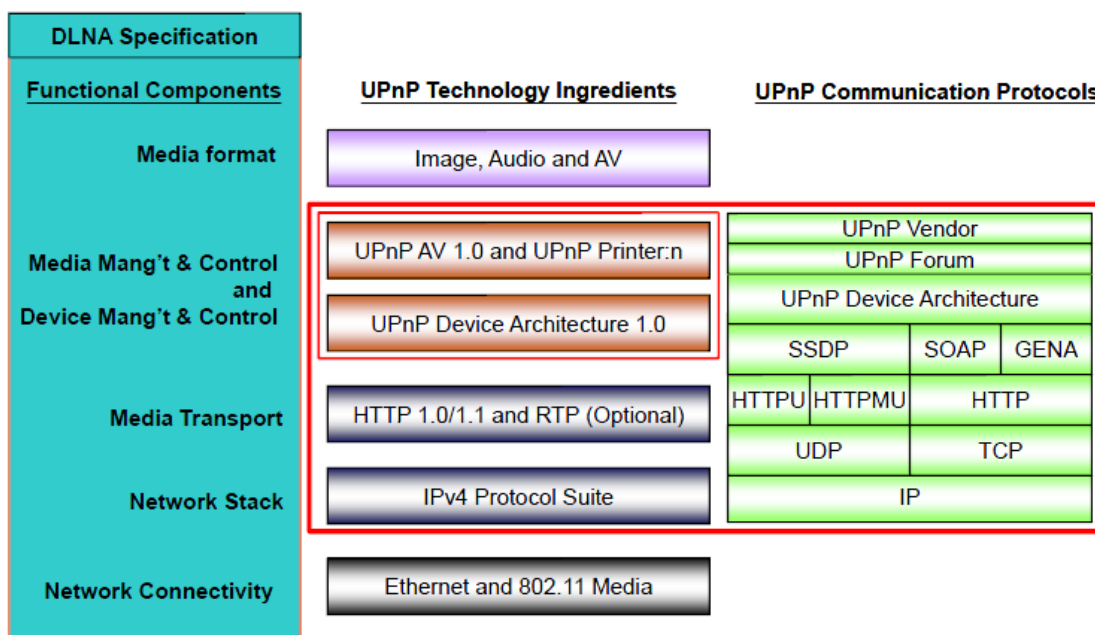 DLNA Specification
Functional Components
UPnP Technology Ingredients
UPnP Communication Protocols
Media format
Image, Audio and AV
Media Mang't & Control
and
Device Mang't & Control
UPnP AV 1.0 and UPnP Printer:n
UPnP Device Architecture 1.0
UPnP Vendor
UPnP Forum
UPnP Device Architecture
SSDP
SOAP
GENA
Media Transport
HTTP 1.0/1.1 and RTP (Optional)
HTTPU
HTTPMU
HTTP
UDP
TCP
Network Stack
IPv4 Protocol Suite
IP
Network Connectivity
Ethernet and 802.11 Media